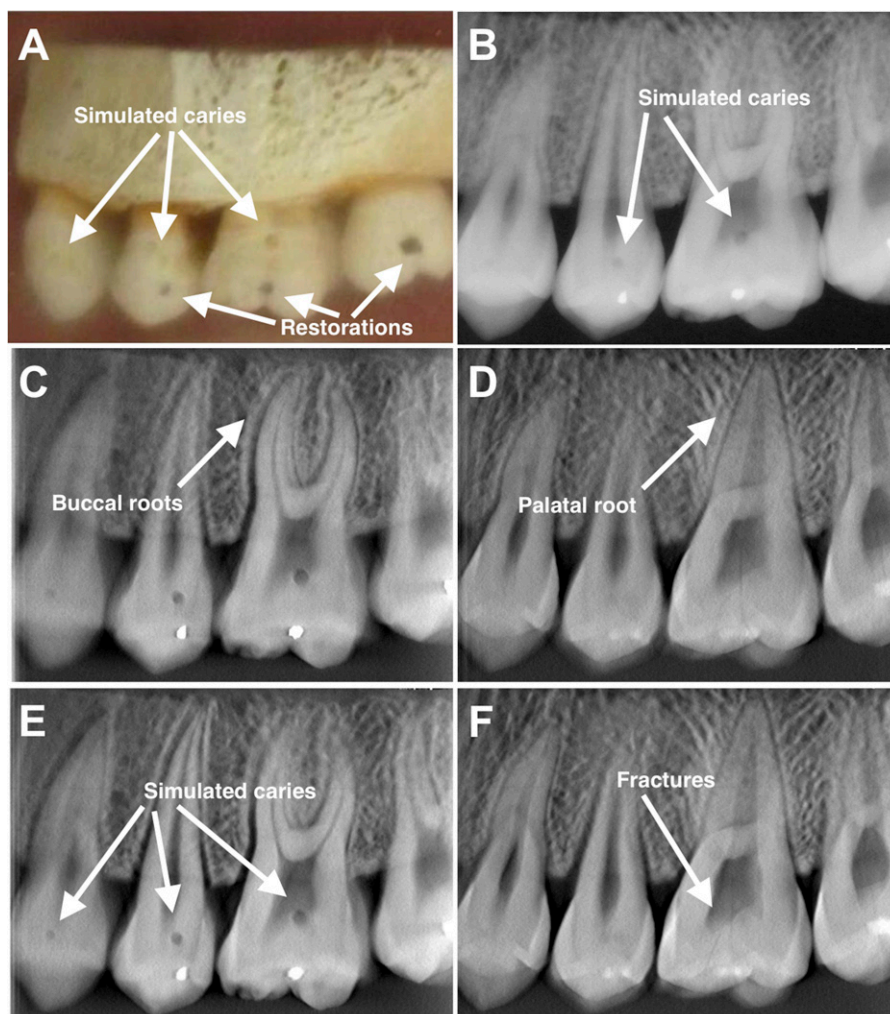 A
Simulated caries
Restorations
B
Simulated caries
C
Buccal roots
D
Palatal root
E
Simulated caries
F
Fractures